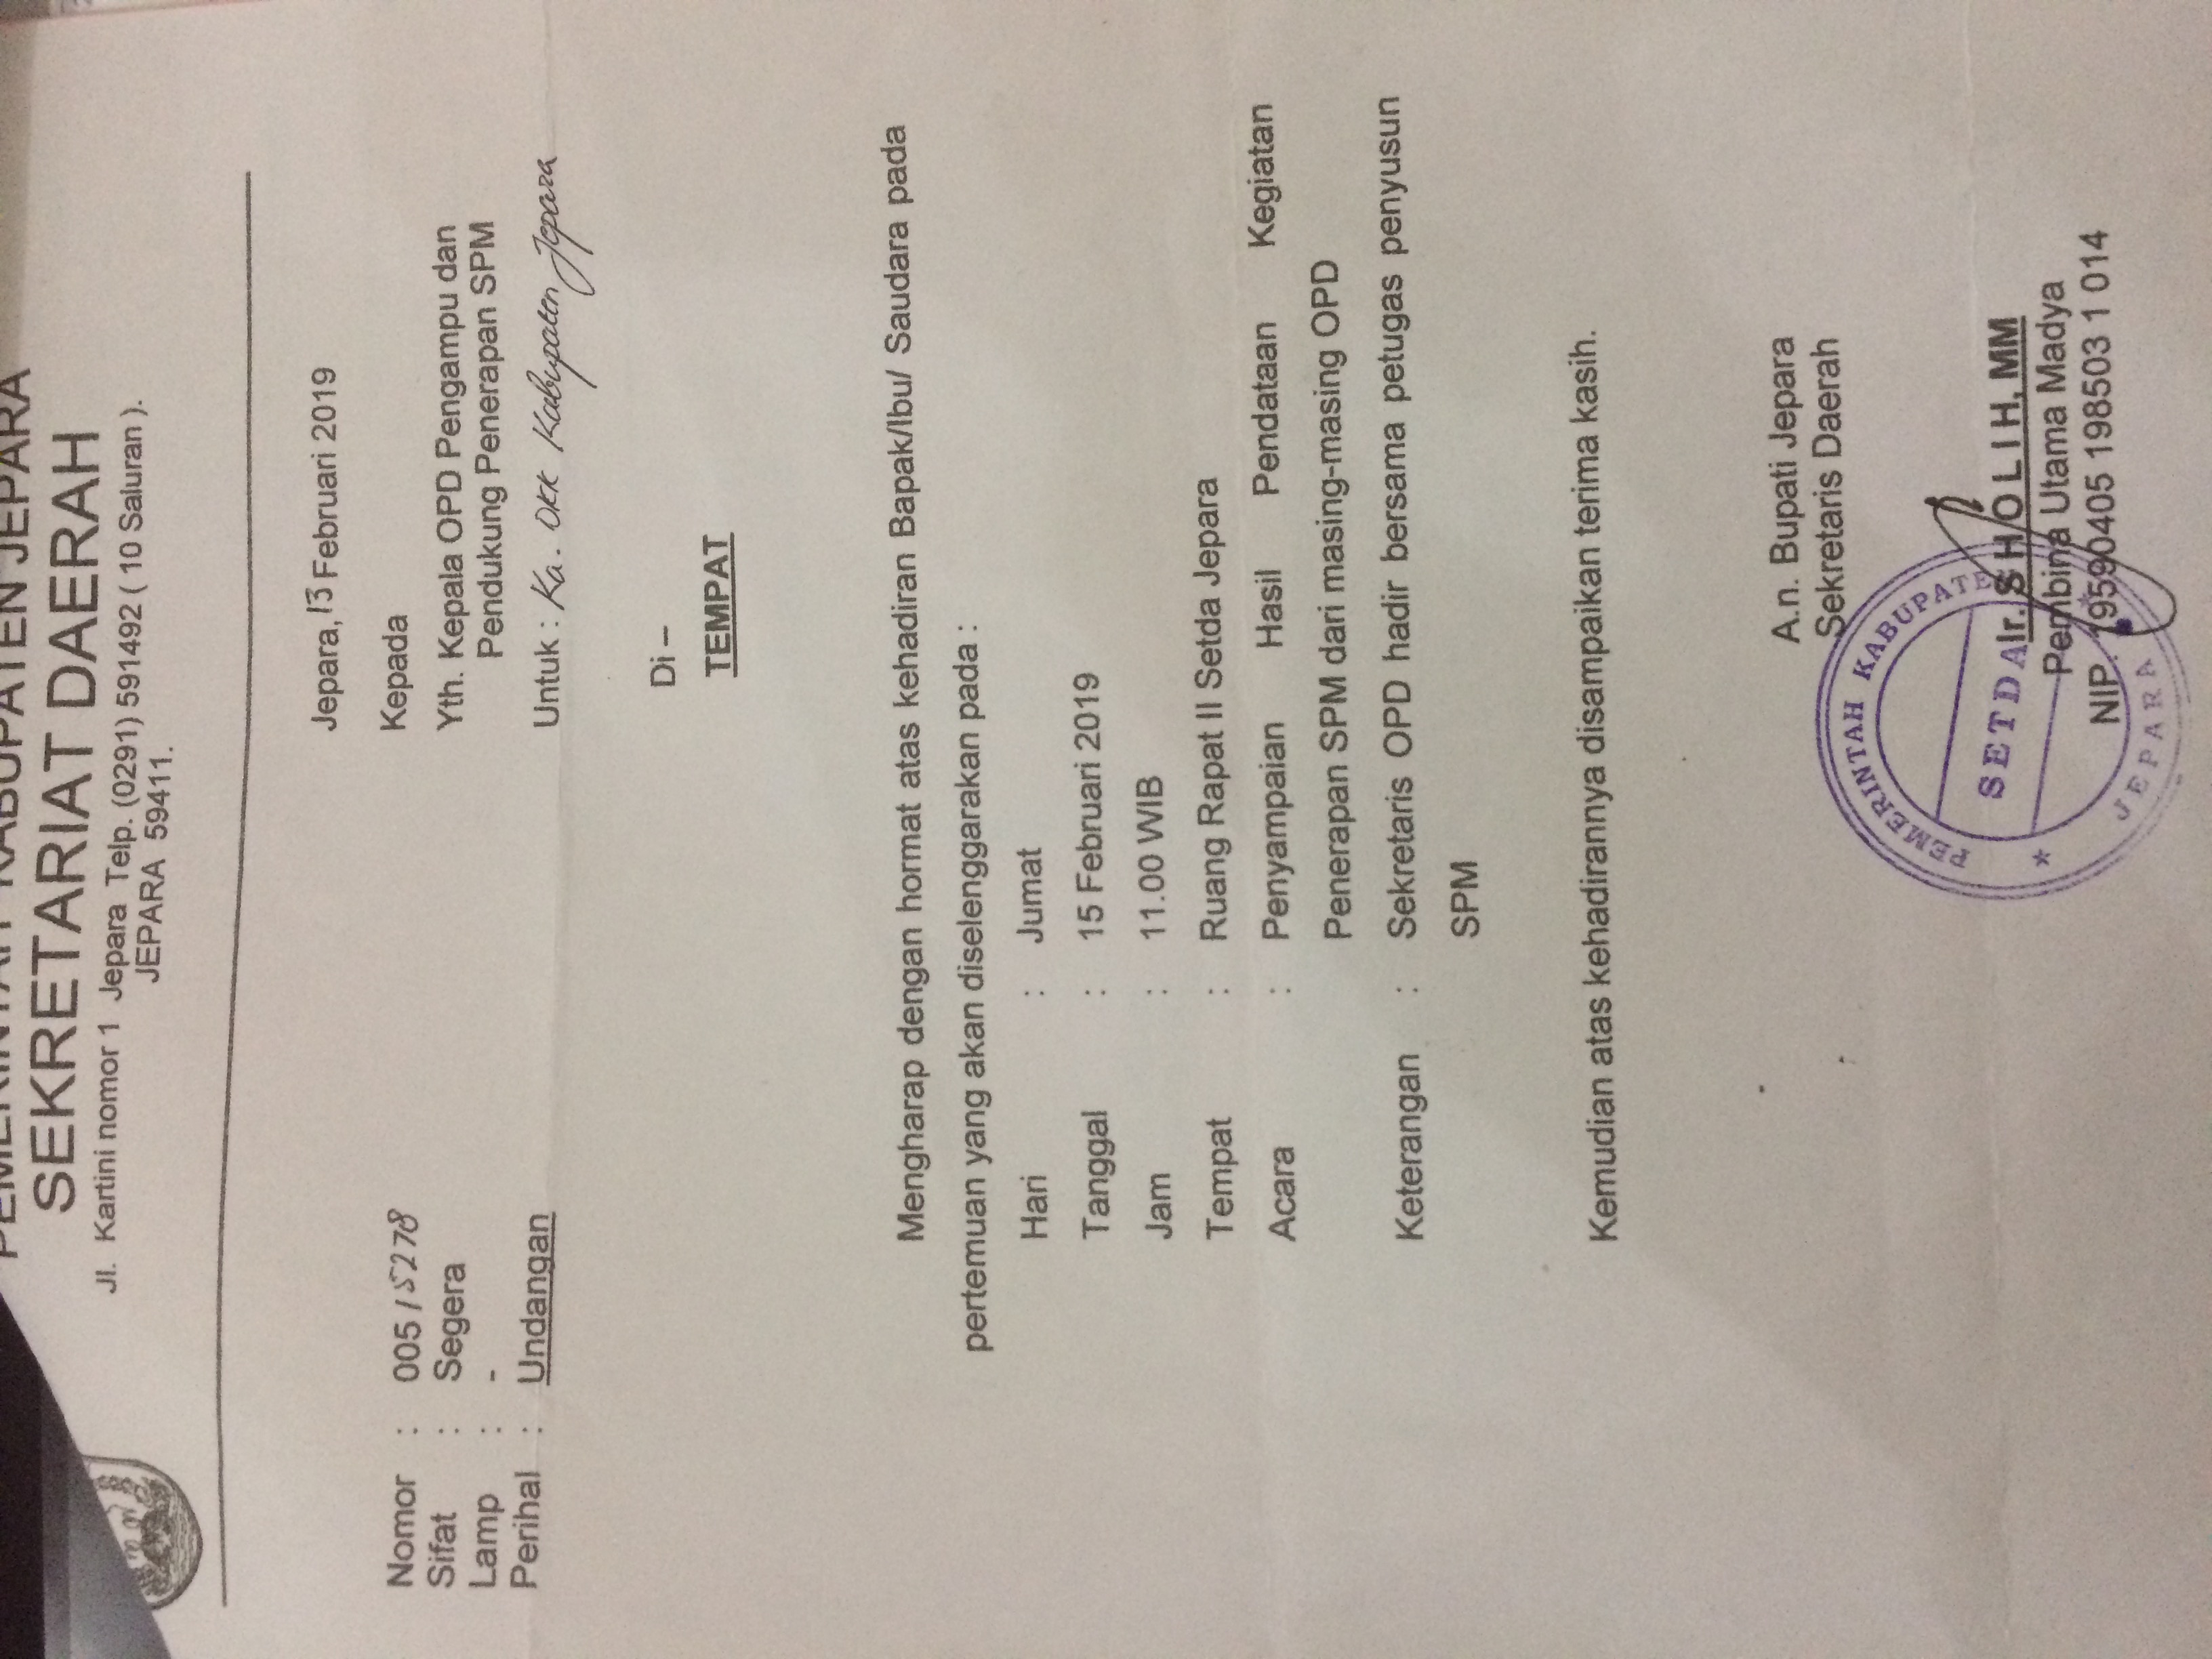 PEMERINTAH KABUPATEN JEPARA
SEKRETARIAT DAERAH
Jl. Kartini nomor 1 Jepara Telp. (0291) 591492 ( 10 Saluran ).
JEPARA 59411.
Jepara, 13 Februari 2019
Nomor : 005 / 5278
Sifat : Segera
Lamp : -
Perihal : Undangan
Kepada
Yth. Kepala OPD Pengampu dan
Pendukung Penerapan SPM
Untuk : Ka. DKK Kabupaten Jepara
Di –
TEMPAT
Mengharap dengan hormat atas kehadiran Bapak/Ibu/ Saudara pada
pertemuan yang akan diselenggarakan pada :
Hari : Jumat
Tanggal : 15 Februari 2019
Jam : 11.00 WIB
Tempat : Ruang Rapat II Setda Jepara
Acara : Penyampaian Hasil Pendataan Kegiatan
Penerapan SPM dari masing-masing OPD
Keterangan : Sekretaris OPD hadir bersama petugas penyusun
SPM
Kemudian atas kehadirannya disampaikan terima kasih.
A.n. Bupati Jepara
Sekretaris Daerah
PEMERINTAH KABUPATEN
SETDA
JEPARA
Ir. S H O L I H, MM
Pembina Utama Madya
NIP. 19590405 198503 1 014